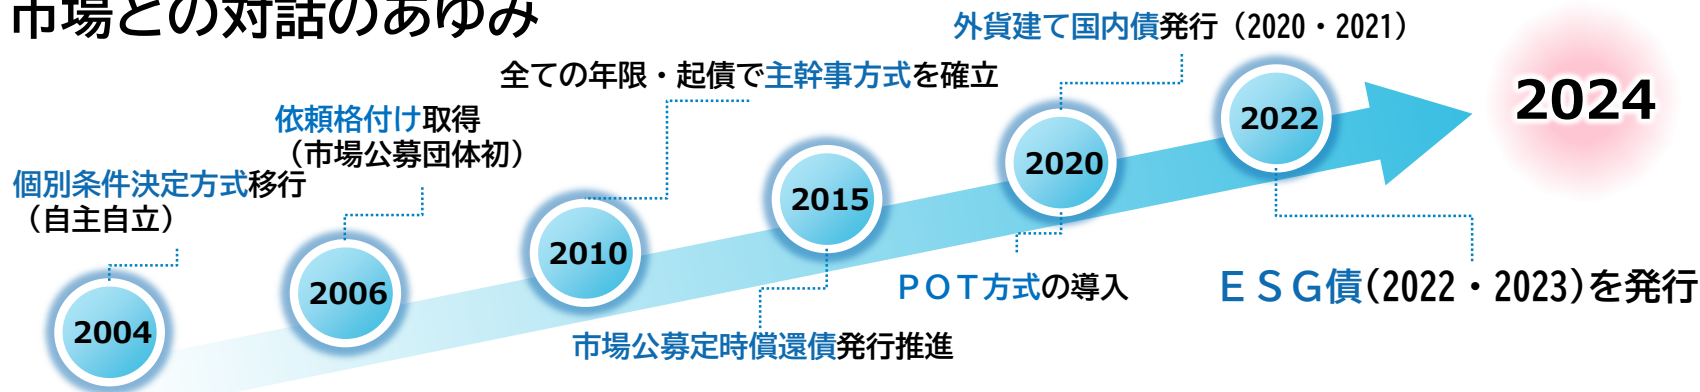 市場との対話のあゆみ
外貨建て国内債発行（2020・2021）
全ての年限・起債で主幹事方式を確立
依頼格付け取得
（市場公募団体初）
個別条件決定方式移行
（自主自立）
2004
2006
2010
2015
2020
2022
2024
ＰＯＴ方式の導入
ＥＳＧ債(2022・2023)を発行
市場公募定時償還債発行推進